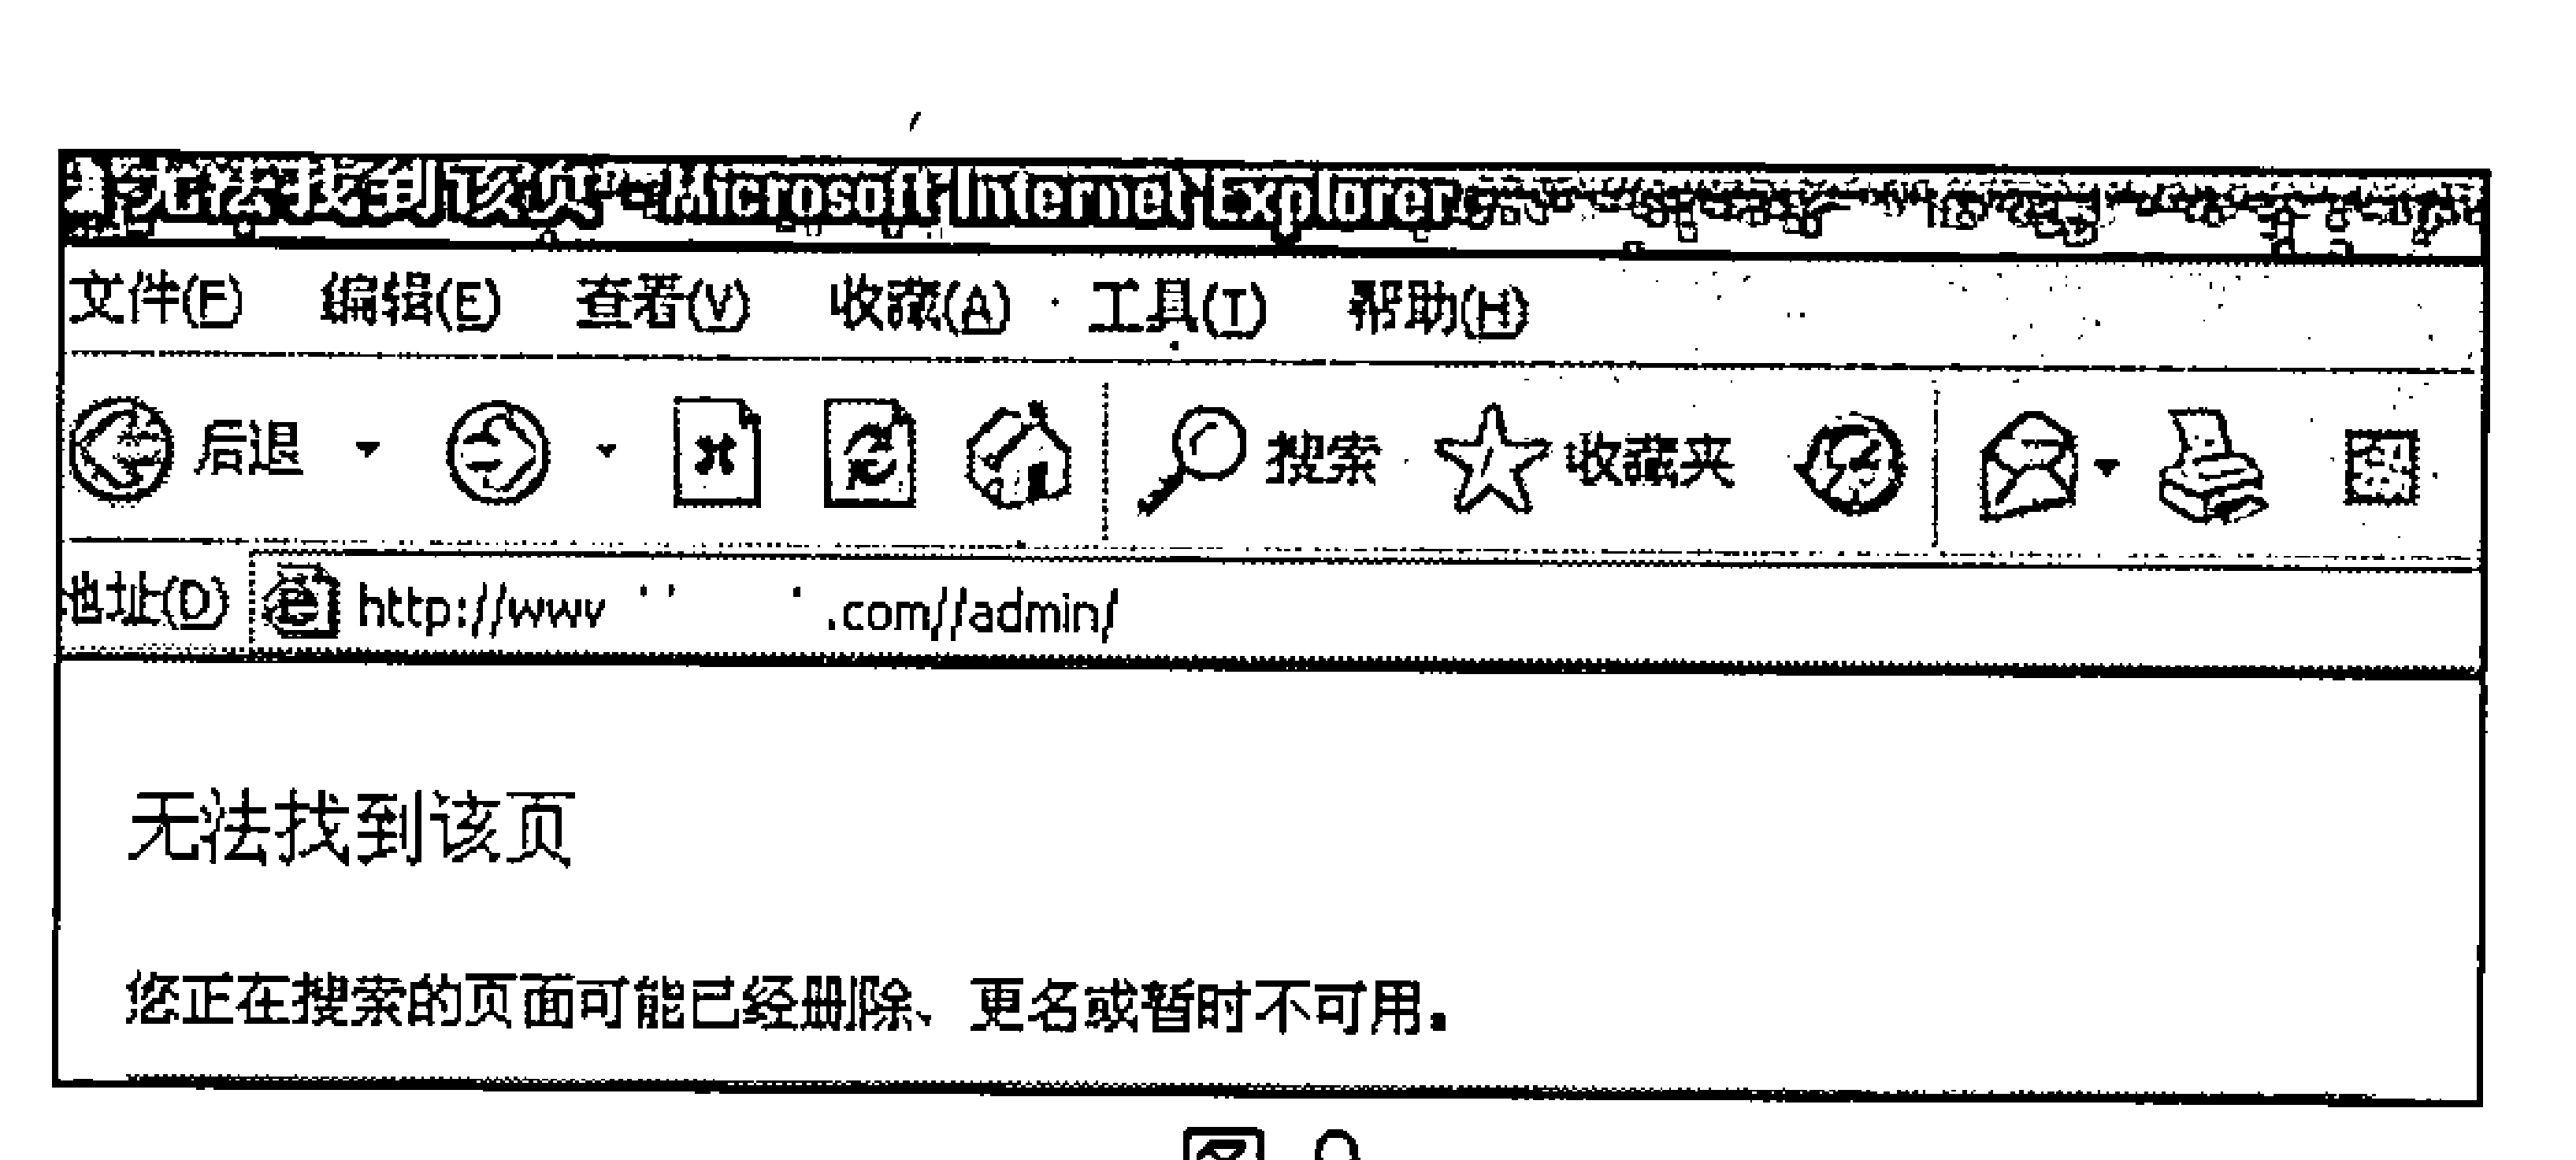 无法找到该页 - Microsoft Internet Explorer
文件(F) 编辑(E) 查看(V) 收藏(A) 工具(T) 帮助(H)
后退 搜索 收藏夹
地址(D) http://www .com//admin/
无法找到该页
您正在搜索的页面可能已经删除、更名或暂时不可用。